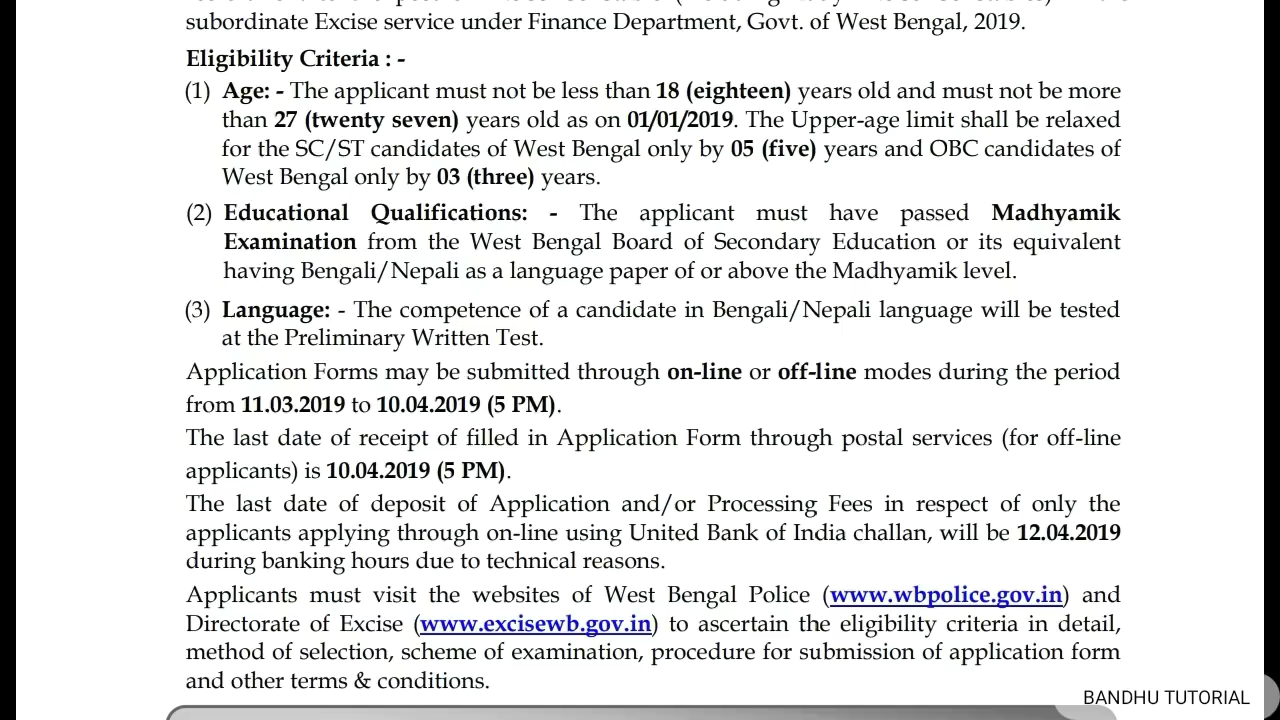 subordinate Excise service under Finance Department, Govt. of West Bengal, 2019.
Eligibility Criteria : -
(1) Age: - The applicant must not be less than 18 (eighteen) years old and must not be more
than 27 (twenty seven) years old as on 01/01/2019. The Upper-age limit shall be relaxed
for the SC/ST candidates of West Bengal only by 05 (five) years and OBC candidates of
West Bengal only by 03 (three) years.
(2) Educational Qualifications: - The applicant must have passed Madhyamik
Examination from the West Bengal Board of Secondary Education or its equivalent
having Bengali/Nepali as a language paper of or above the Madhyamik level.
(3) Language: - The competence of a candidate in Bengali/Nepali language will be tested
at the Preliminary Written Test.
Application Forms may be submitted through on-line or off-line modes during the period
from 11.03.2019 to 10.04.2019 (5 PM).
The last date of receipt of filled in Application Form through postal services (for off-line
applicants) is 10.04.2019 (5 PM).
The last date of deposit of Application and/or Processing Fees in respect of only the
applicants applying through on-line using United Bank of India challan, will be 12.04.2019
during banking hours due to technical reasons.
Applicants must visit the websites of West Bengal Police (www.wbpolice.gov.in) and
Directorate of Excise (www.excisewb.gov.in) to ascertain the eligibility criteria in detail,
method of selection, scheme of examination, procedure for submission of application form
and other terms & conditions.
BANDHU TUTORIAL